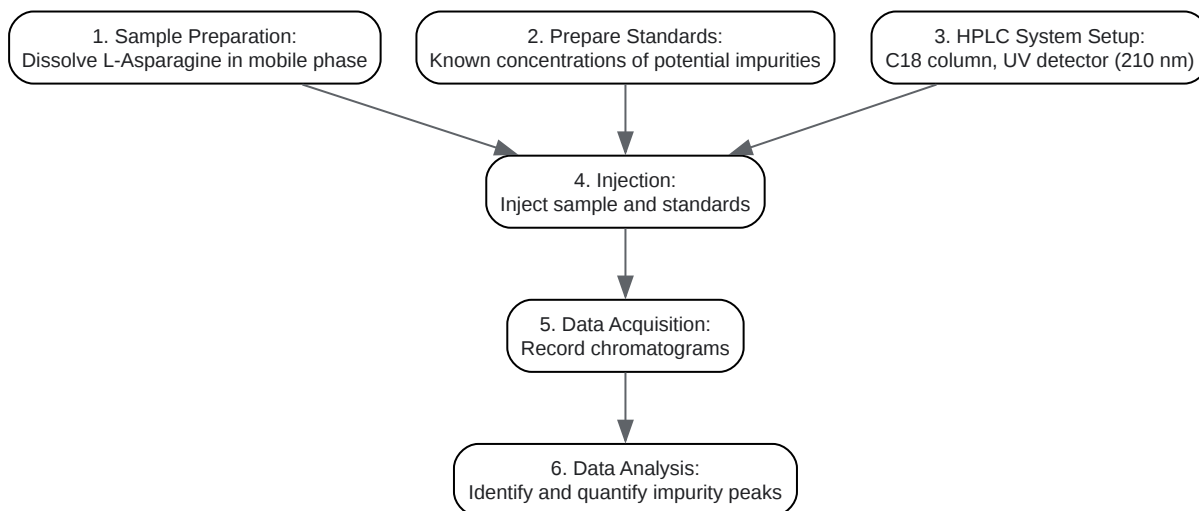 1. Sample Preparation:
Dissolve L-Asparagine in mobile phase
2. Prepare Standards:
Known concentrations of potential impurities
3. HPLC System Setup:
C18 column, UV detector (210 nm)
4. Injection:
Inject sample and standards
5. Data Acquisition:
Record chromatograms
6. Data Analysis:
Identify and quantify impurity peaks